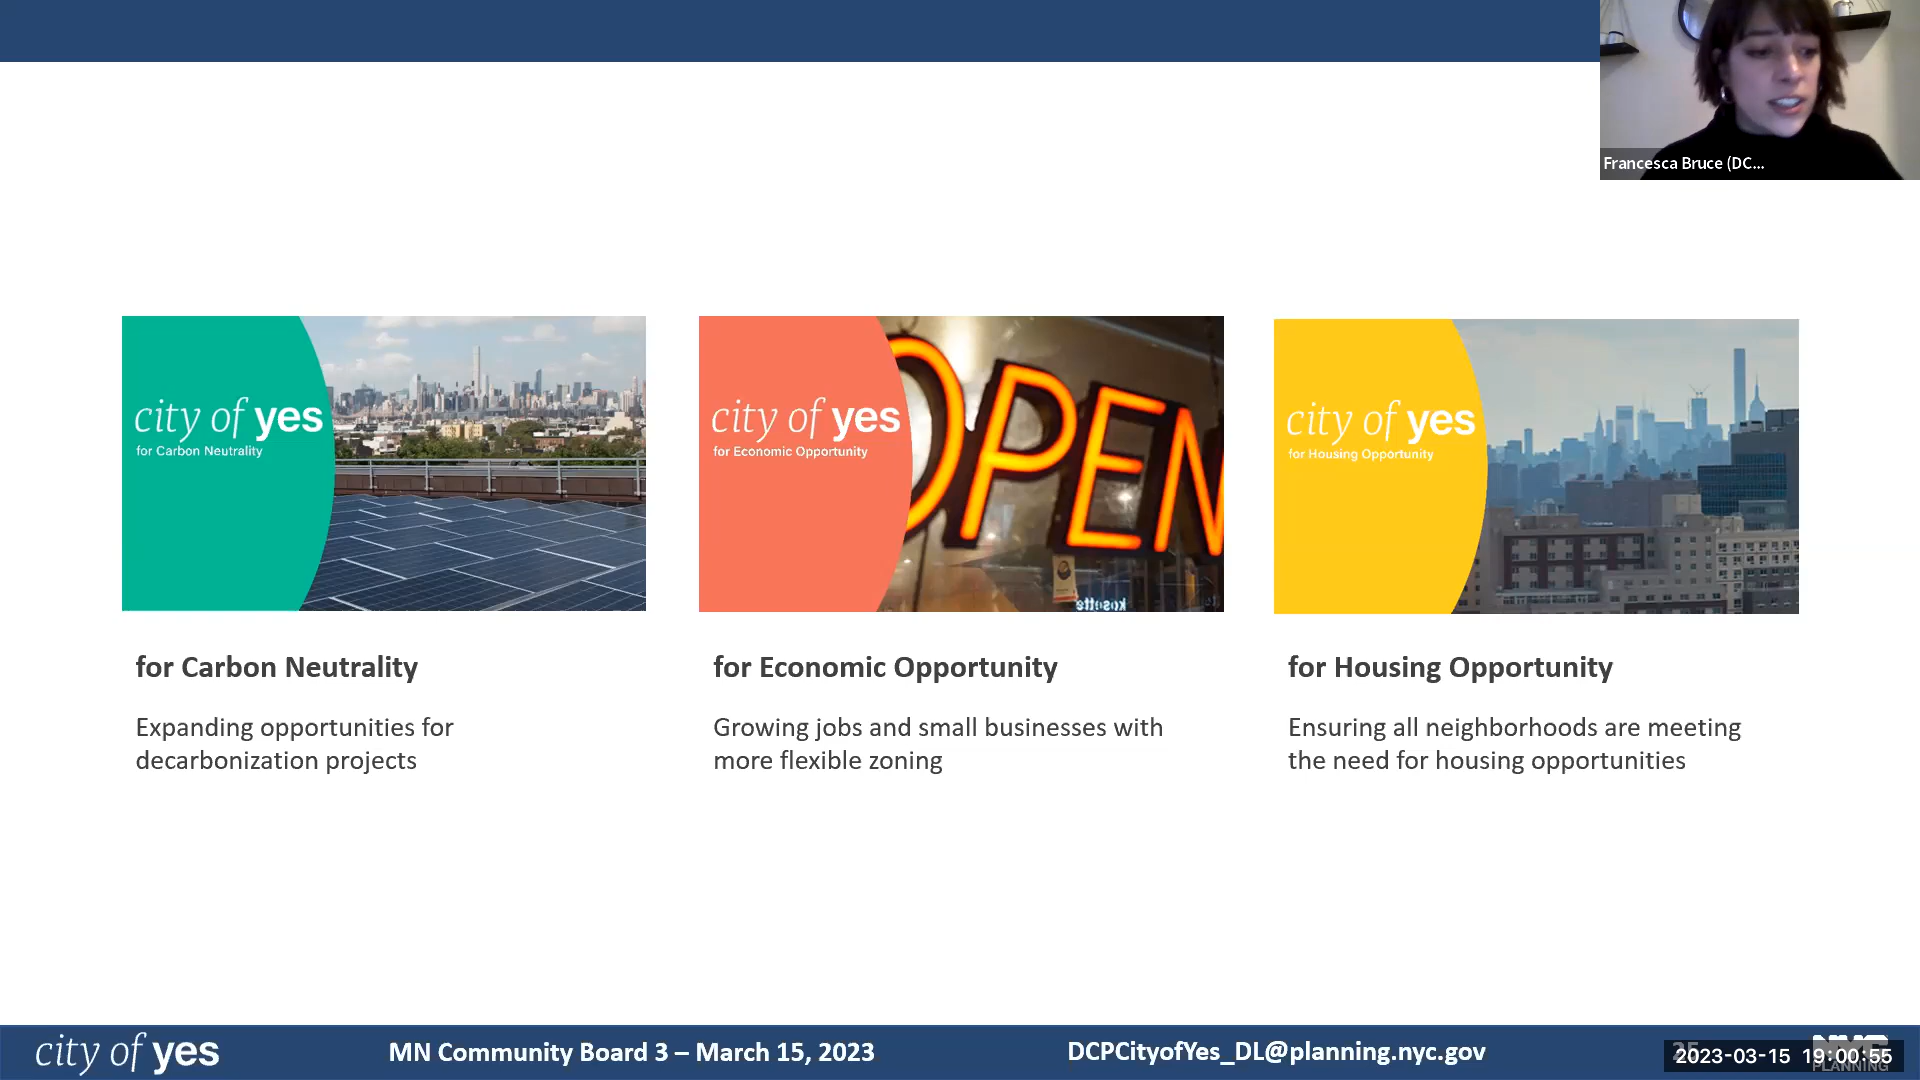 Francesca Bruce (DC...
city of yes
for Carbon Neutrality
city of yes
for Economic Opportunity
OPEN
city of yes
for Housing Opportunity
for Carbon Neutrality
Expanding opportunities for
decarbonization projects
for Economic Opportunity
Growing jobs and small businesses with
more flexible zoning
for Housing Opportunity
Ensuring all neighborhoods are meeting
the need for housing opportunities
city of yes
MN Community Board 3 – March 15, 2023
DCPCityofYes_DL@planning.nyc.gov
NYC
PLANNING
2023-03-15 19:00:55